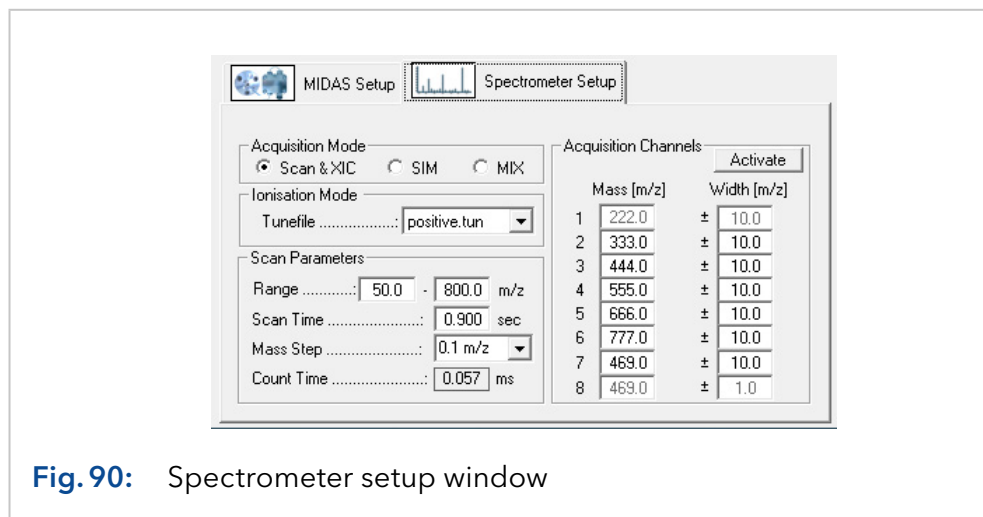 MIDAS Setup Spectrometer Setup
Acquisition Mode
Scan & XIC SIM MIX
Ionisation Mode
Tunefile ..................: positive.tun
Scan Parameters
Range ...........: 50.0 - 800.0 m/z
Scan Time .....................: 0.900 sec
Mass Step .....................: 0.1 m/z
Count Time .....................: 0.057 ms
Acquisition Channels
Activate
Mass [m/z] Width [m/z]
1 222.0 ± 10.0
2 333.0 ± 10.0
3 444.0 ± 10.0
4 555.0 ± 10.0
5 666.0 ± 10.0
6 777.0 ± 10.0
7 469.0 ± 10.0
8 469.0 ± 1.0
Fig. 90: Spectrometer setup window